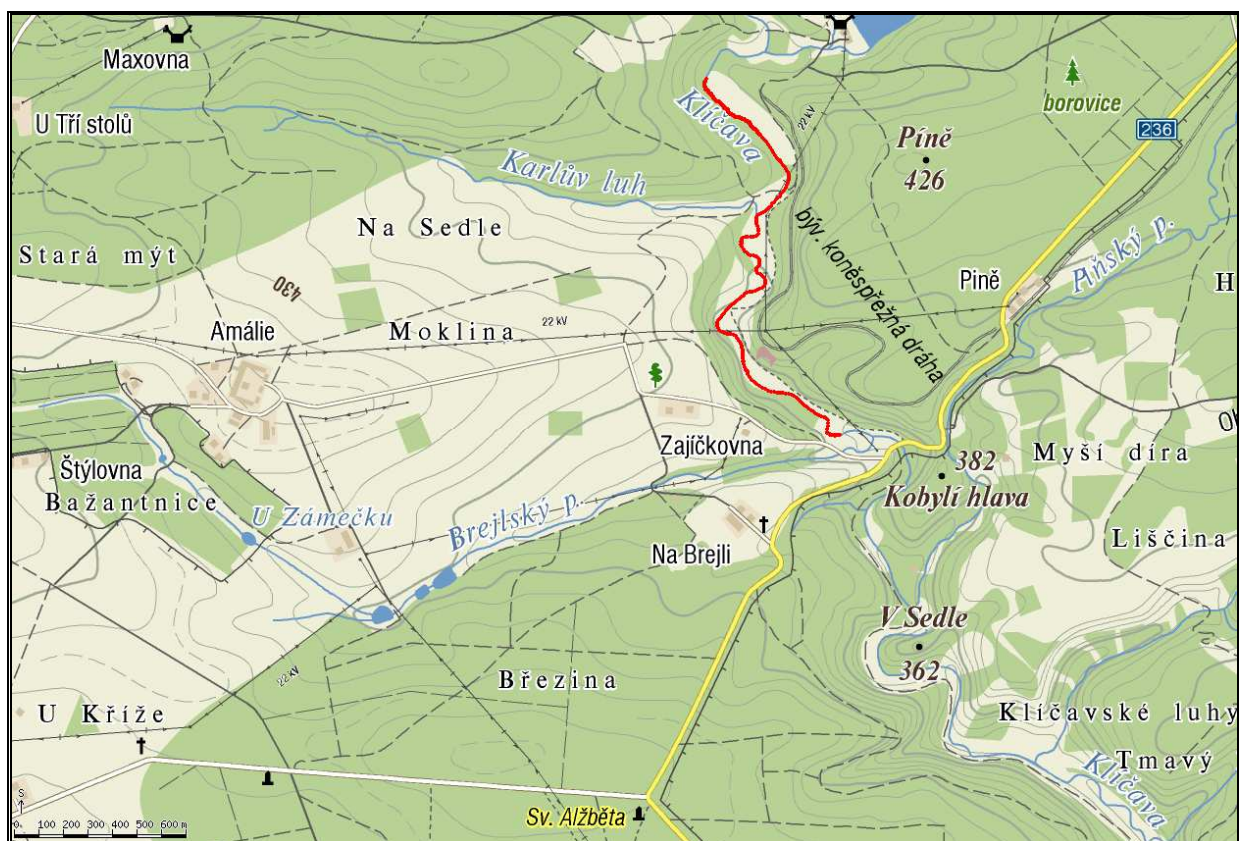 Maxovna
U Tří stolů
Klíčava
borovice
236
Píně
426
22 kV
Karlův luh
Na Sedle
Stará mýt
430
býv. koněspřežná dráha
Píňský p.
Pině
H
Amálie
Moklina
22 kV
Zajíčkovna
Štýlovna
Bažantnice
U Zámečku
Brejlský p.
Na Brejli
382
Kobylí hlava
Myší díra
Liščina
V Sedle
362
22 kV
Březina
U Kříže
Klíčavské luhy
Tmavý
Klíčava
Sv. Alžběta
S
0 100 200 300 400 500 600 m